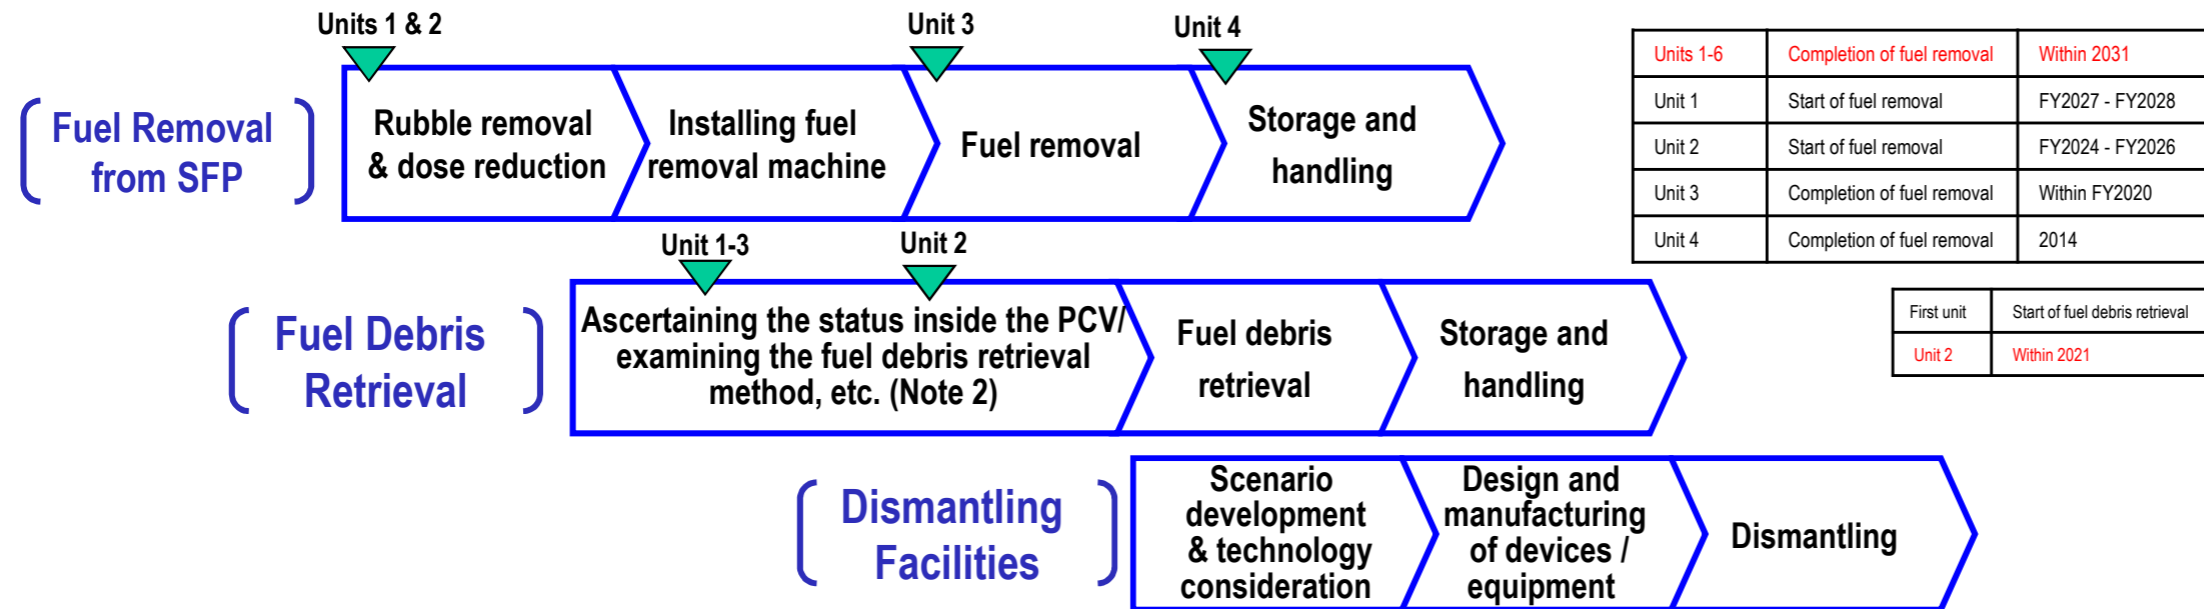 Units 1 & 2
Unit 3
Unit 4
Fuel Removal
from SFP
Rubble removal
& dose reduction
Installing fuel
removal machine
Fuel removal
Storage and
handling
Units 1-6 Completion of fuel removal Within 2031
Unit 1 Start of fuel removal FY2027 - FY2028
Unit 2 Start of fuel removal FY2024 - FY2026
Unit 3 Completion of fuel removal Within FY2020
Unit 4 Completion of fuel removal 2014
Unit 1-3
Unit 2
Fuel Debris
Retrieval
Ascertaining the status inside the PCV/
examining the fuel debris retrieval
method, etc. (Note 2)
Fuel debris
retrieval
Storage and
handling
First unit Start of fuel debris retrieval
Unit 2 Within 2021
Dismantling
Facilities
Scenario
development
& technology
consideration
Design and
manufacturing
of devices /
equipment
Dismantling